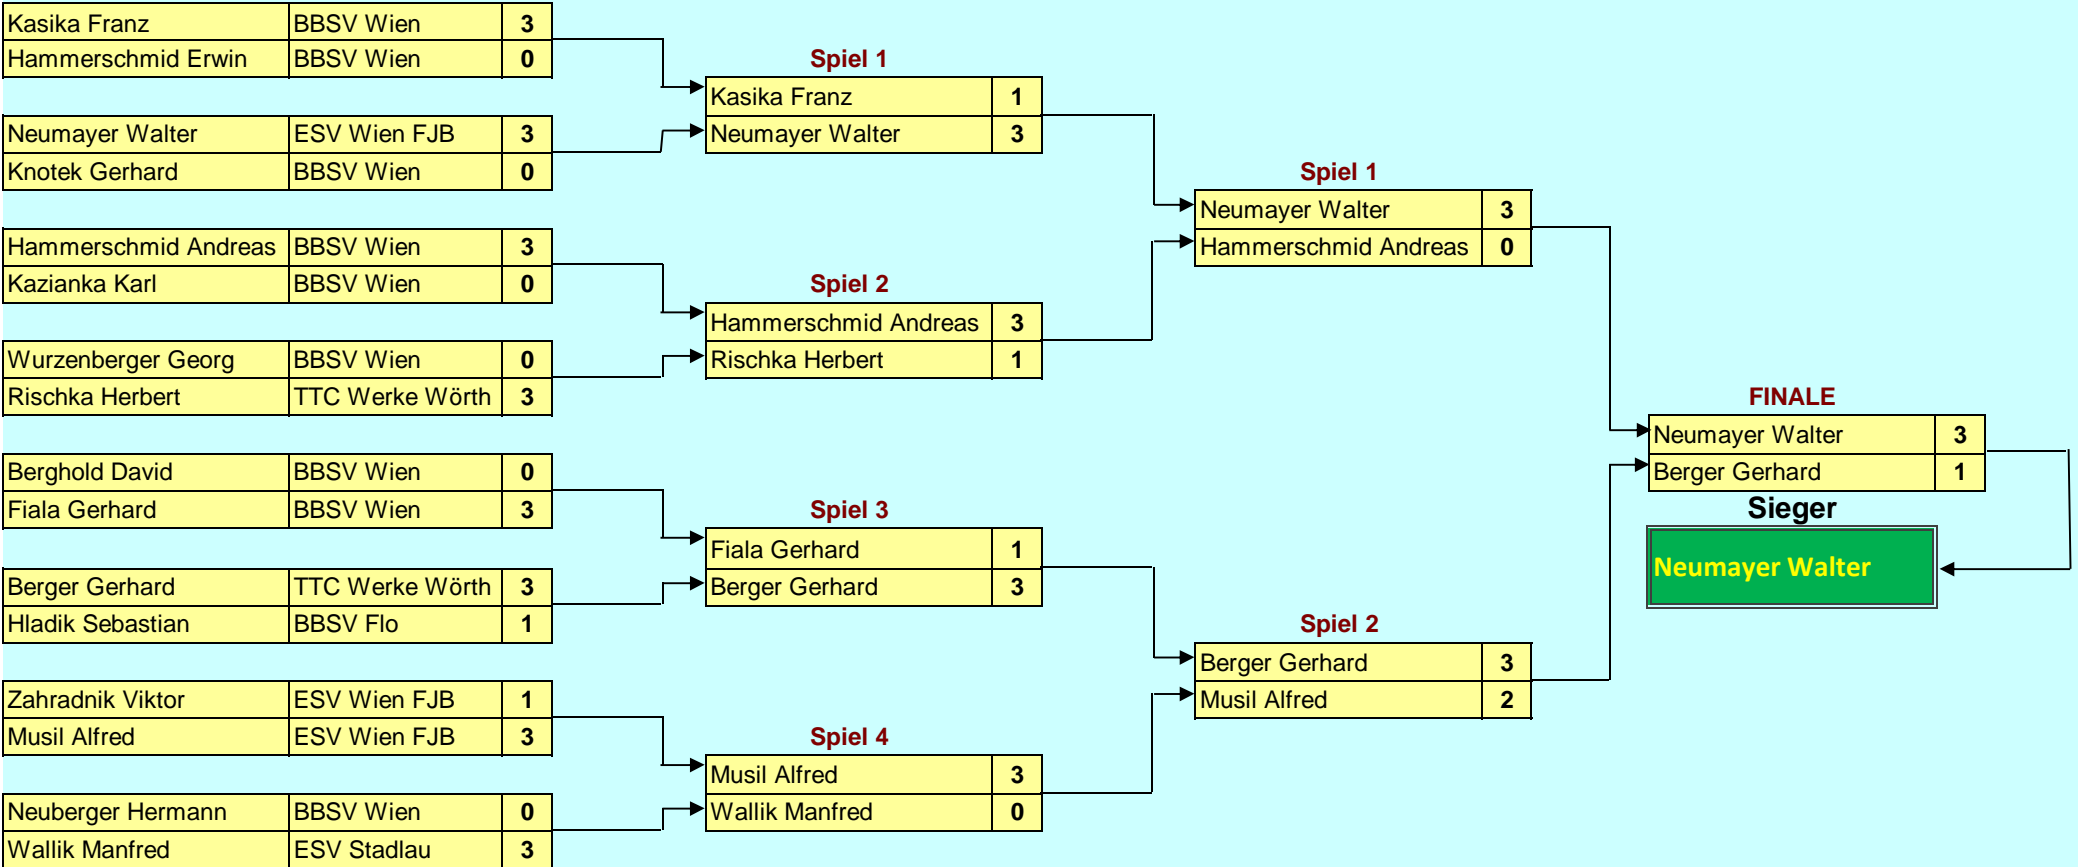 Kasika Franz BBSV Wien 3
Hammerschmid Erwin BBSV Wien 0
Neumayer Walter ESV Wien FJB 3
Knotek Gerhard BBSV Wien 0
Hammerschmid Andreas BBSV Wien 3
Kazianka Karl BBSV Wien 0
Wurzenberger Georg BBSV Wien 0
Rischka Herbert TTC Werke Wörth 3
Berghold David BBSV Wien 0
Fiala Gerhard BBSV Wien 3
Berger Gerhard TTC Werke Wörth 3
Hladik Sebastian BBSV Flo 1
Zahradnik Viktor ESV Wien FJB 1
Musil Alfred ESV Wien FJB 3
Neuberger Hermann BBSV Wien 0
Wallik Manfred ESV Stadlau 3
Spiel 1
Kasika Franz 1
Neumayer Walter 3
Spiel 2
Hammerschmid Andreas 3
Rischka Herbert 1
Spiel 3
Fiala Gerhard 1
Berger Gerhard 3
Spiel 4
Musil Alfred 3
Wallik Manfred 0
Spiel 1
Neumayer Walter 3
Hammerschmid Andreas 0
Spiel 2
Berger Gerhard 3
Musil Alfred 2
FINALE
Neumayer Walter 3
Berger Gerhard 1
Sieger
Neumayer Walter